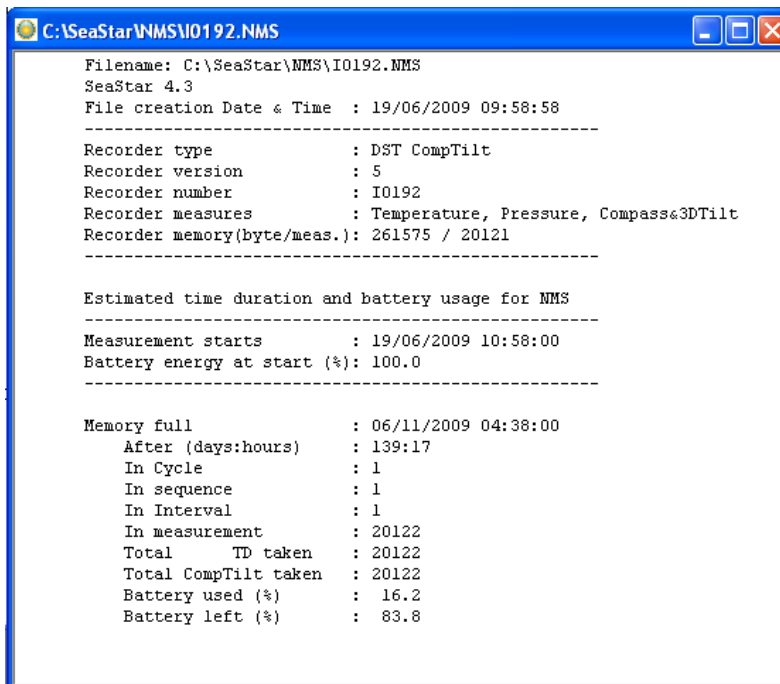 C:\SeaStar\NMS\I0192.NMS
Filename: C:\SeaStar\NMS\I0192.NMS
SeaStar 4.3
File creation Date & Time : 19/06/2009 09:58:58
----------------------------------------------------
Recorder type : DST CompTilt
Recorder version : 5
Recorder number : I0192
Recorder measures : Temperature, Pressure, Compass&3DTilt
Recorder memory(byte/meas.): 261575 / 20121
----------------------------------------------------
Estimated time duration and battery usage for NMS
----------------------------------------------------
Measurement starts : 19/06/2009 10:58:00
Battery energy at start (%): 100.0
----------------------------------------------------
Memory full : 06/11/2009 04:38:00
After (days:hours) : 139:17
In Cycle : 1
In sequence : 1
In Interval : 1
In measurement : 20122
Total TD taken : 20122
Total CompTilt taken : 20122
Battery used (%) : 16.2
Battery left (%) : 83.8